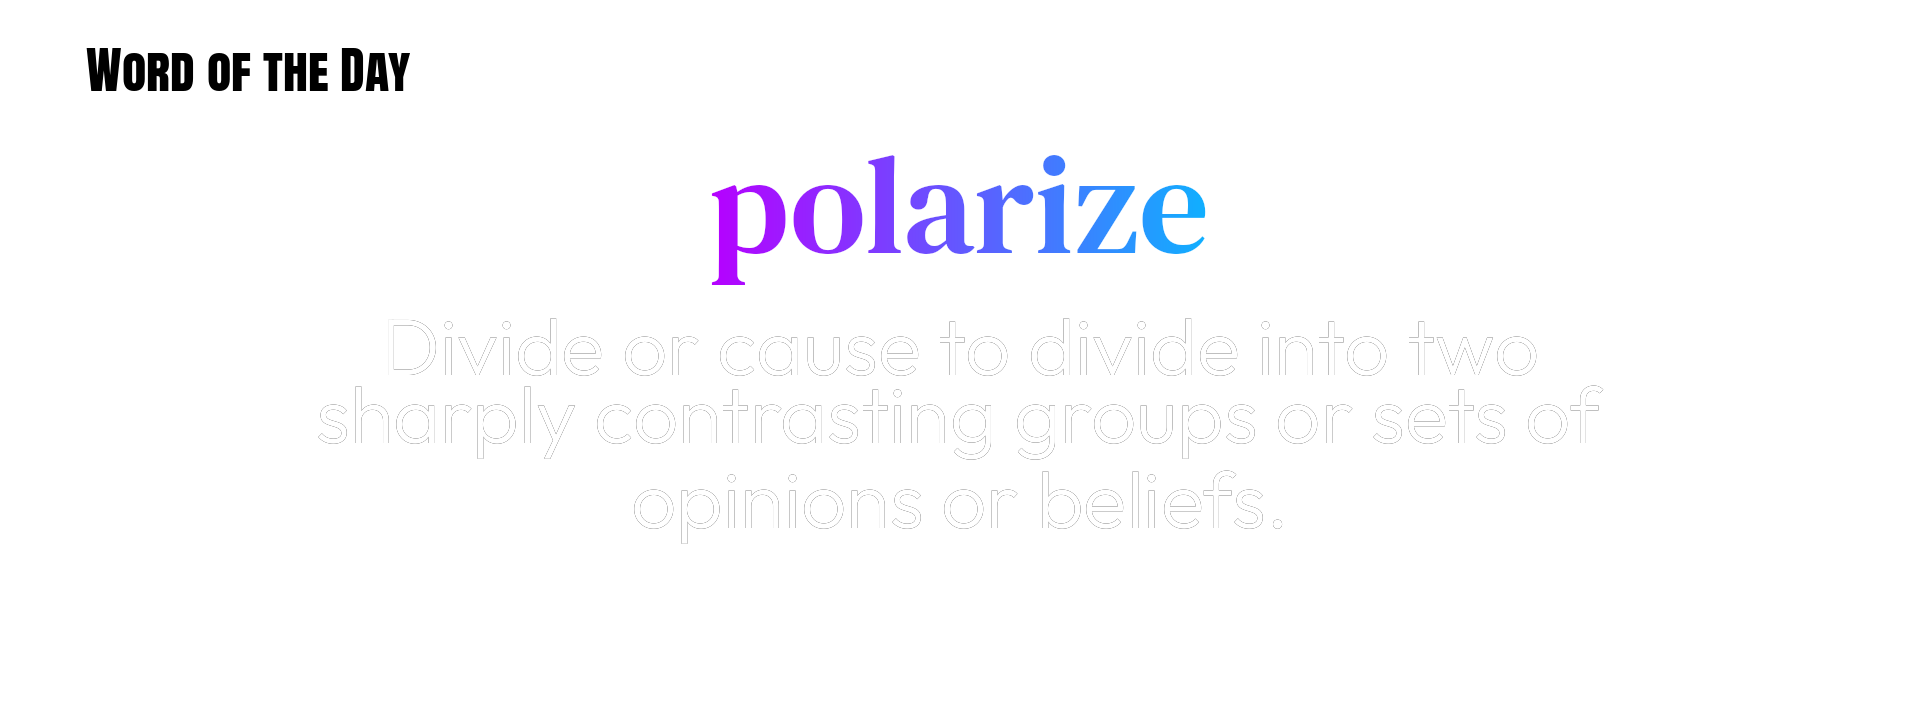 Word of the Day
polarize
Divide or cause to divide into two
sharply contrasting groups or sets of
opinions or beliefs.